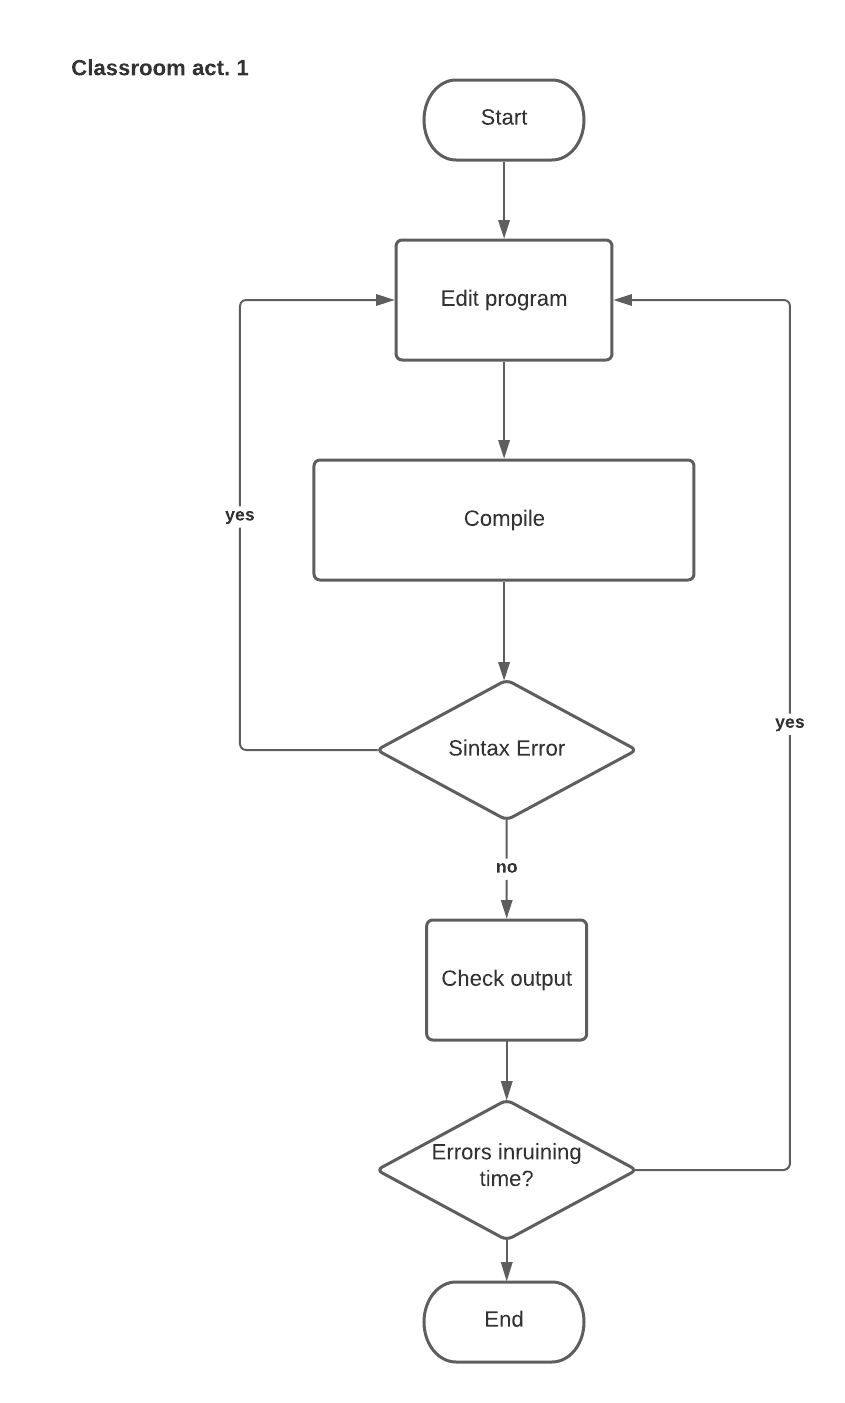 Classroom act. 1
Start
Edit program
Compile
yes
Sintax Error
yes
no
Check output
Errors inruining
time?
End